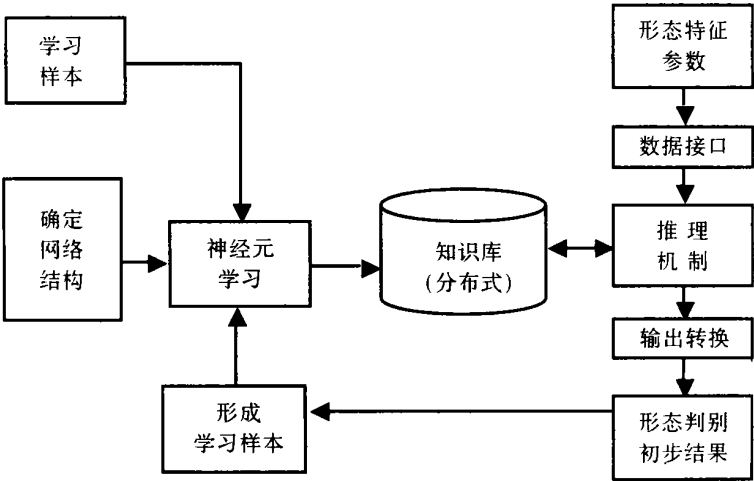 学习
样本
形态特征
参数
数据接口
确定
网络
结构
神经元
学习
知识库
(分布式)
推 理
机 制
输出转换
形成
学习样本
形态判别
初步结果